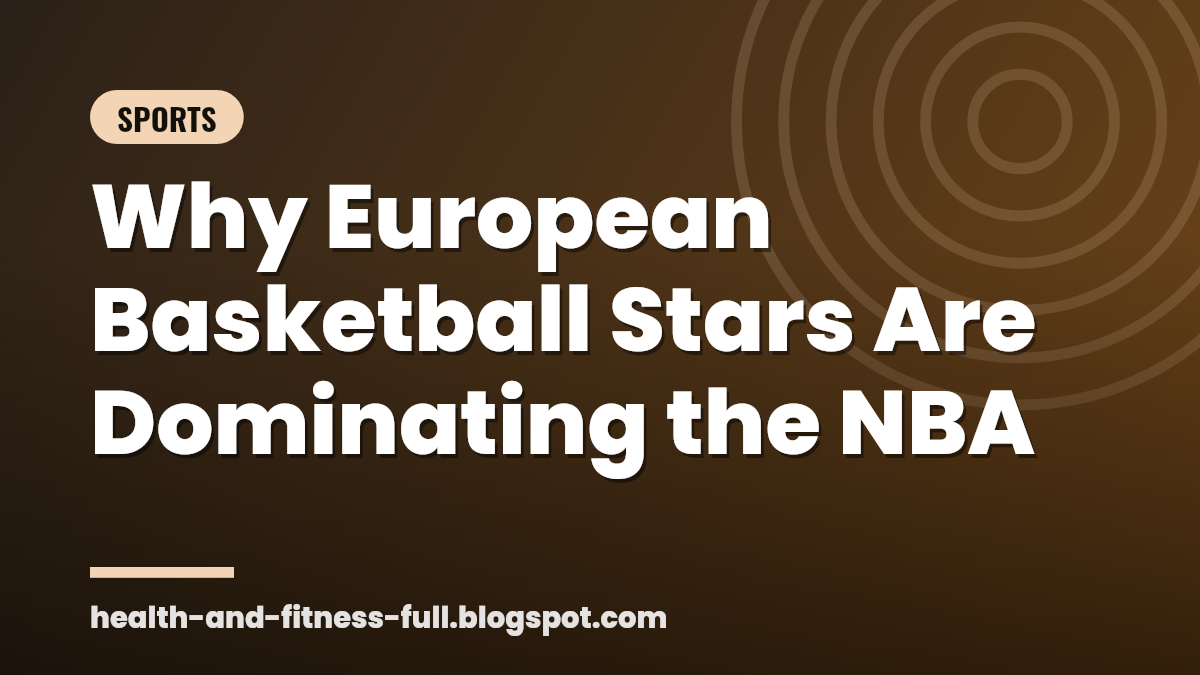 SPORTS
Why European
Basketball Stars Are
Dominating the NBA
health-and-fitness-full.blogspot.com